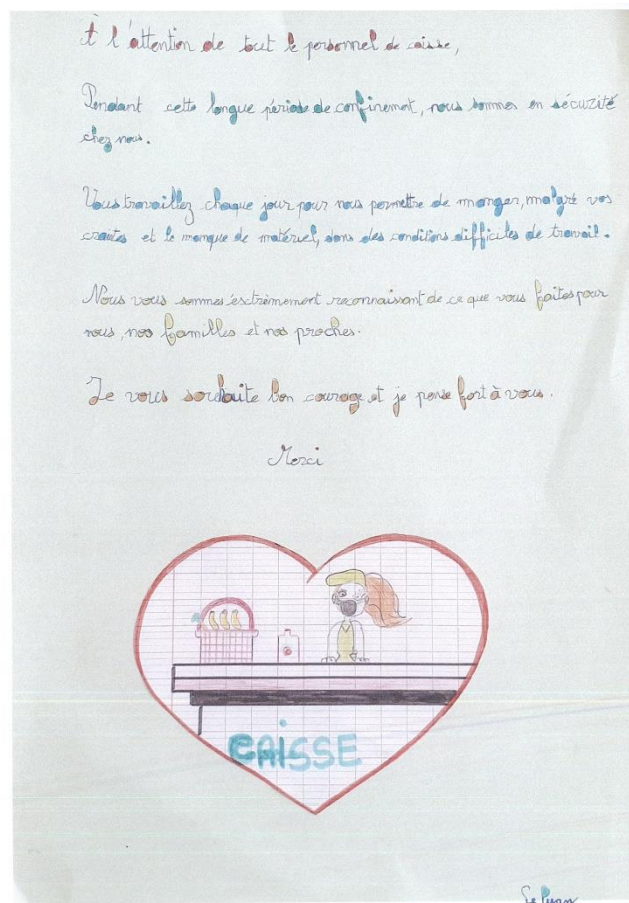 À l'attention de tout le personnel de caisse,
Pendant cette longue période de confinement, nous sommes en sécurité
chez nous.
Vous travaillez chaque jour pour nous permettre de manger, malgré vos
craintes et le manque de matériel, dans des conditions difficiles de travail.
Nous vous sommes extrèmement reconnaissant de ce que vous faites pour
nous, nos familles et nos proches.
Je vous souhaite bon courage et je pense fort à vous.
Merci
CAiSSE